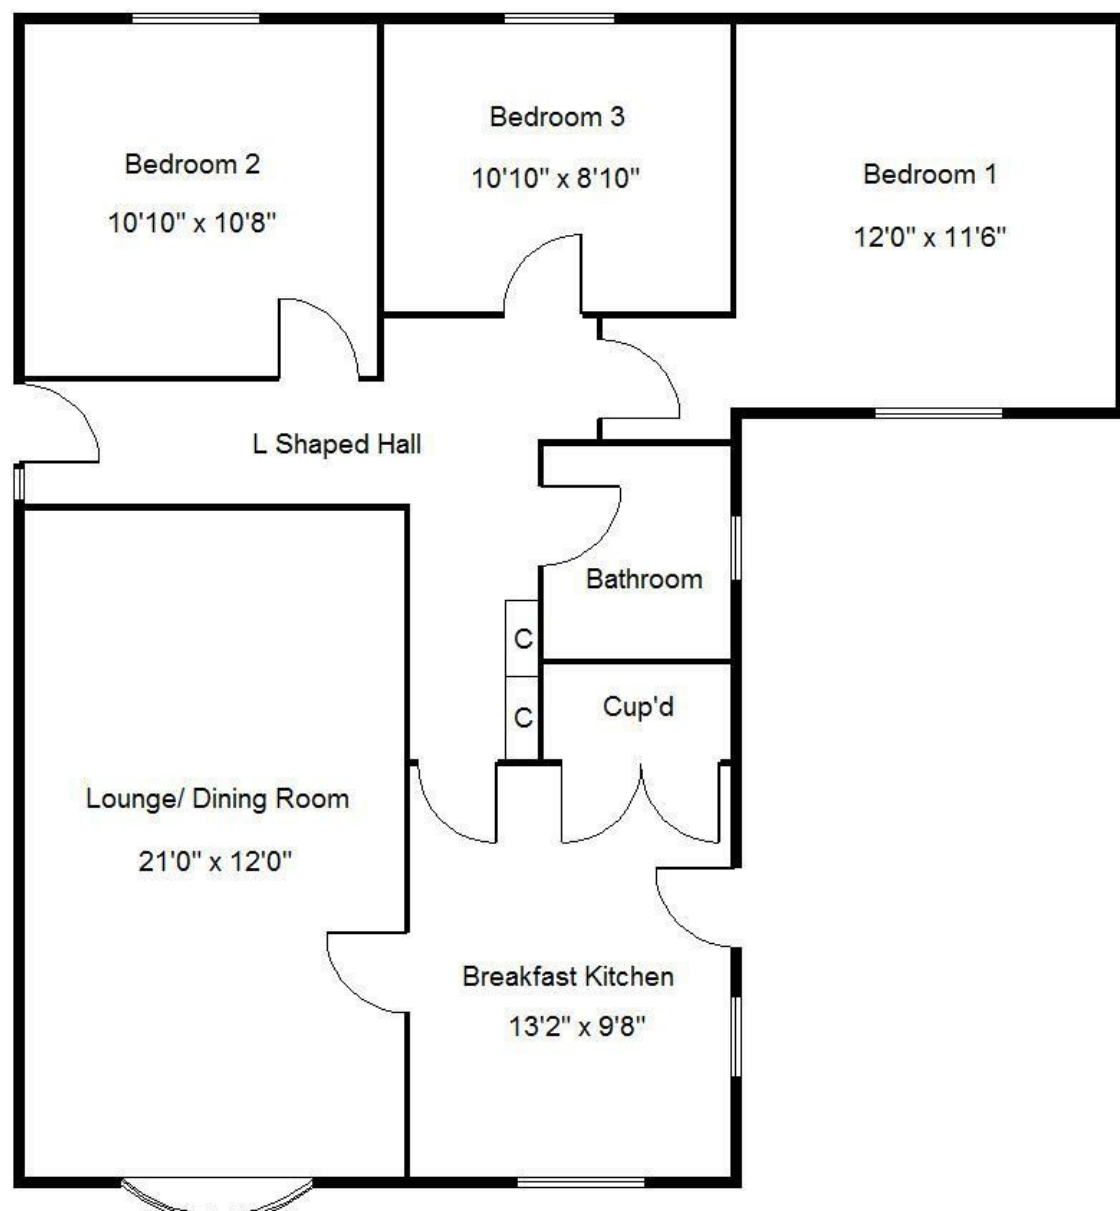 Bedroom 2
10'10" x 10'8"
Bedroom 3
10'10" x 8'10"
Bedroom 1
12'0" x 11'6"
L Shaped Hall
Bathroom
C
C
Cup'd
Lounge/ Dining Room
21'0" x 12'0"
Breakfast Kitchen
13'2" x 9'8"